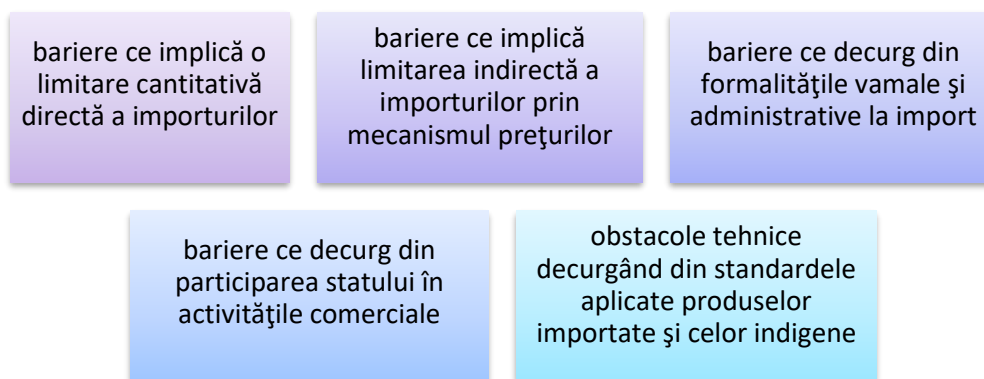 bariere ce implică o
limitare cantitativă
directă a importurilor
bariere ce implică
limitarea indirectă a
importurilor prin
mecanismul preţurilor
bariere ce decurg din
formalităţile vamale şi
administrative la import
bariere ce decurg din
participarea statului în
activităţile comerciale
obstacole tehnice
decurgând din standardele
aplicate produselor
importate şi celor indigene